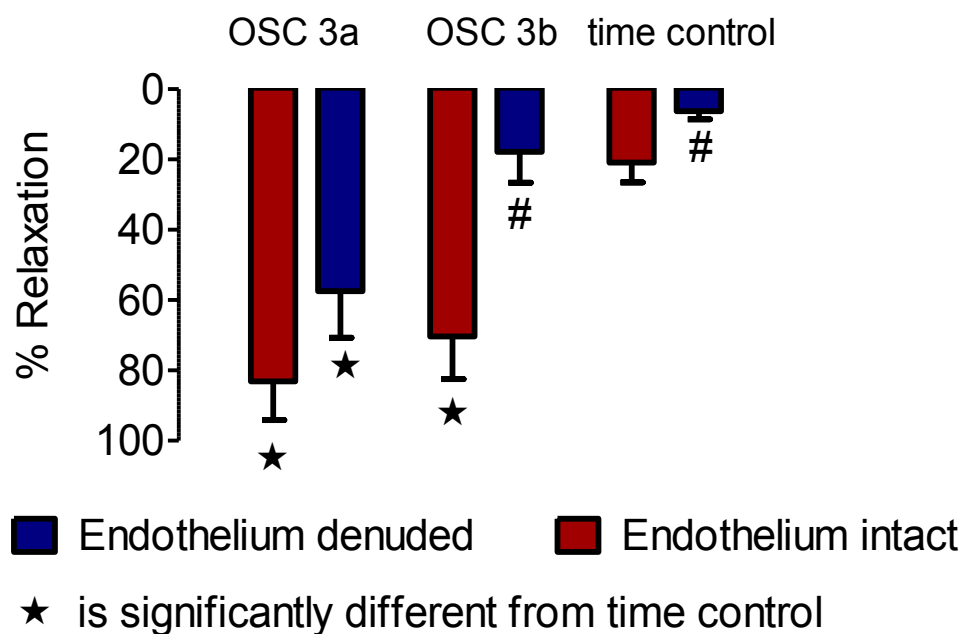 OSC 3a OSC 3b time control
% Relaxation
0
20
40
60
80
100
★
★
★
#
#
Endothelium denuded Endothelium intact
★ is significantly different from time control